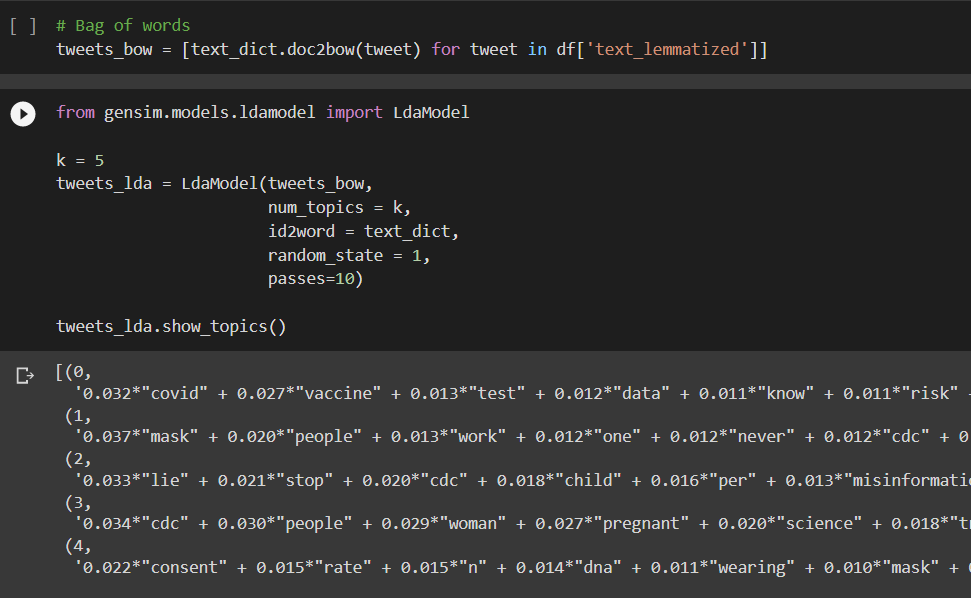 [ ] # Bag of words
tweets_bow = [text_dict.doc2bow(tweet) for tweet in df['text_lemmatized']]
from gensim.models.ldamodel import LdaModel
k = 5
tweets_lda = LdaModel(tweets_bow,
num_topics = k,
id2word = text_dict,
random_state = 1,
passes=10)
tweets_lda.show_topics()
[(0,
'0.032*"covid" + 0.027*"vaccine" + 0.013*"test" + 0.012*"data" + 0.011*"know" + 0.011*"risk"
(1,
'0.037*"mask" + 0.020*"people" + 0.013*"work" + 0.012*"one" + 0.012*"never" + 0.012*"cdc" + 0
(2,
'0.033*"lie" + 0.021*"stop" + 0.020*"cdc" + 0.018*"child" + 0.016*"per" + 0.013*"misinformati
(3,
'0.034*"cdc" + 0.030*"people" + 0.029*"woman" + 0.027*"pregnant" + 0.020*"science" + 0.018*
(4,
'0.022*"consent" + 0.015*"rate" + 0.015*"n" + 0.014*"dna" + 0.011*"wearing" + 0.010*"mask" +